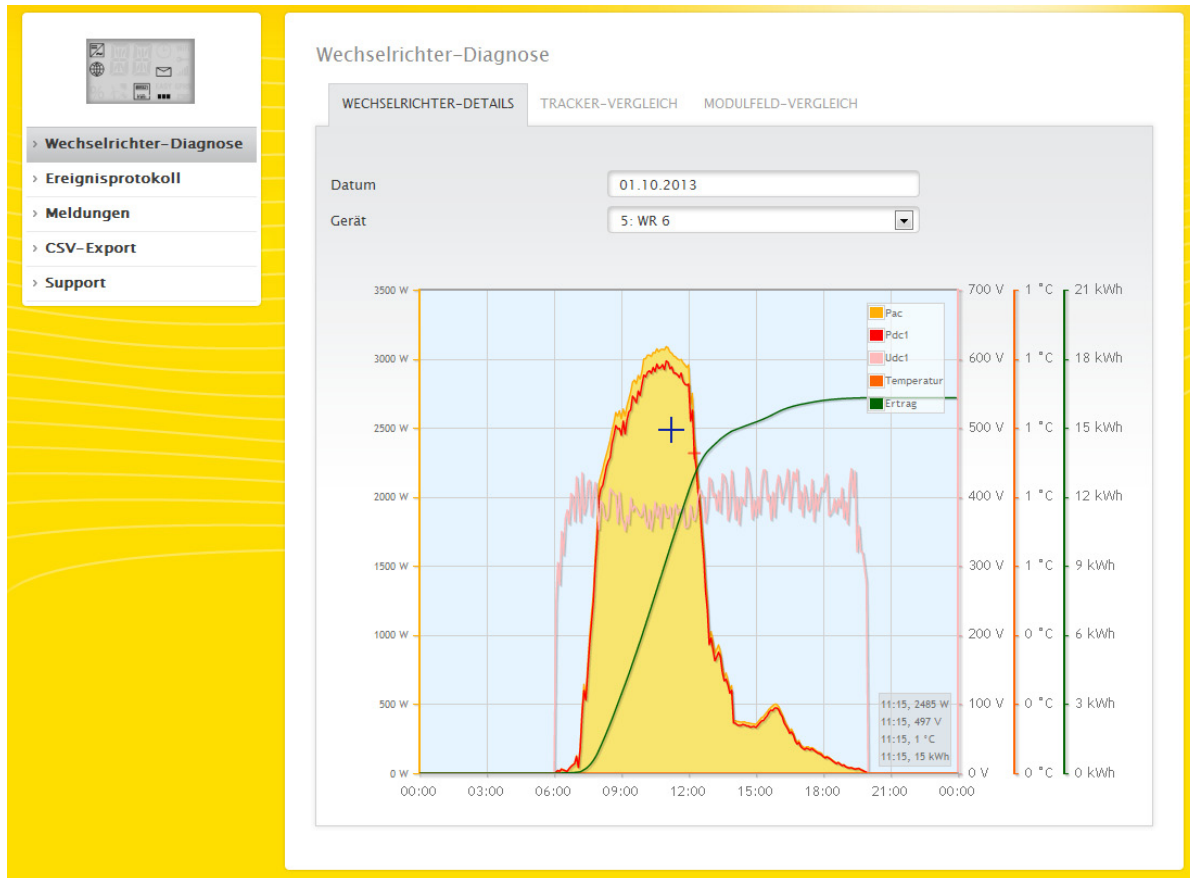 Wechselrichter-Diagnose
Ereignisprotokoll
Meldungen
CSV-Export
Support
Wechselrichter-Diagnose
WECHSELRICHTER-DETAILS TRACKER-VERGLEICH MODULFELD-VERGLEICH
Datum 01.10.2013
Gerät 5: WR 6
3500 W 700 V 1 °C 21 kWh
Pac
Pdc1
3000 W Udc1 600 V 1 °C 18 kWh
Temperatur
Ertrag
2500 W 500 V 1 °C 15 kWh
2000 W 400 V 1 °C 12 kWh
1500 W 300 V 1 °C 9 kWh
1000 W 200 V 0 °C 6 kWh
500 W 11:15, 2485 W 100 V 0 °C 3 kWh
11:15, 497 V
11:15, 1 °C
11:15, 15 kWh
0 W 0 V 0 °C 0 kWh
00:00 03:00 06:00 09:00 12:00 15:00 18:00 21:00 00:00